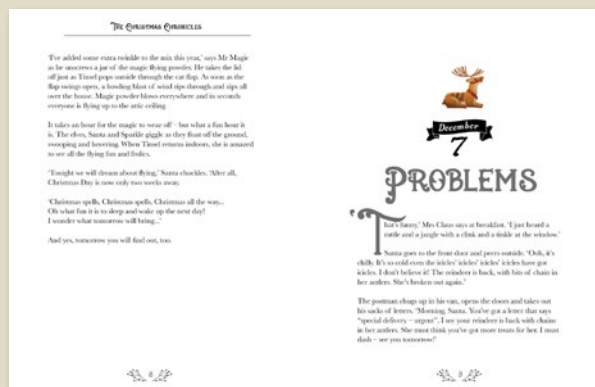 The Christmas Chronicles
‘I’ve added some extra twinkle to the mix this year,’ says Mr Magic
as he unscrews a jar of the magic flying powder. He takes the lid
off just as Tinsel pops outside through the cat flap. As soon as the
flap swings open, a howling blast of wind rips through and zips all
over the house. Magic powder blows everywhere and in seconds
everyone is flying up to the attic ceiling.
It takes an hour for the magic to wear off – but what a fun hour it
is. The elves, Santa and Sparkle giggle as they float off the ground,
swooping and hovering. When Tinsel returns indoors, she is amazed
to see all the flying fun and frolics.
‘Tonight we will dream about flying,’ Santa chuckles. ‘After all,
Christmas Day is now only two weeks away.
‘Christmas spells, Christmas spells, Christmas all the way...
Oh what fun it is to sleep and wake up the next day!
I wonder what tomorrow will bring...’
And yes, tomorrow you will find out, too.
8
December
7
Problems
‘That’s funny,’ Mrs Claus says at breakfast. ‘I just heard a
rattle and a jangle with a clink and a tinkle at the window.’
Santa goes to the front door and peers outside. ‘Ooh, it’s
chilly. It’s so cold even the icicles’ icicles’ icicles’ icicles have got
icicles. I don’t believe it! The reindeer is back, with bits of chain in
her antlers. She’s broken out again.’
The postman chugs up in his van, opens the doors and takes out
his sacks of letters. ‘Morning, Santa. You’ve got a letter that says
“special delivery – urgent”. I see your reindeer is back with chains
in her antlers. She must think you’ve got more treats for her. I must
dash – see you tomorrow!’